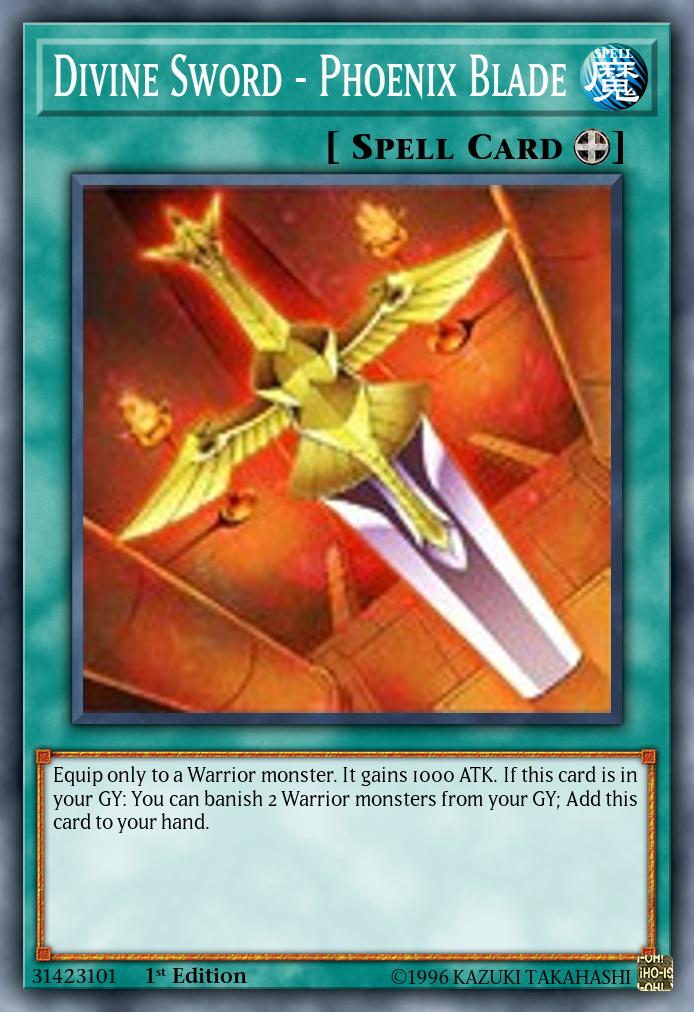 Divine Sword - Phoenix Blade
SPELL
魔
[ Spell Card ]
Equip only to a Warrior monster. It gains 1000 ATK. If this card is in
your GY: You can banish 2 Warrior monsters from your GY; Add this
card to your hand.
31423101 1st Edition ©1996 KAZUKI TAKAHASHI